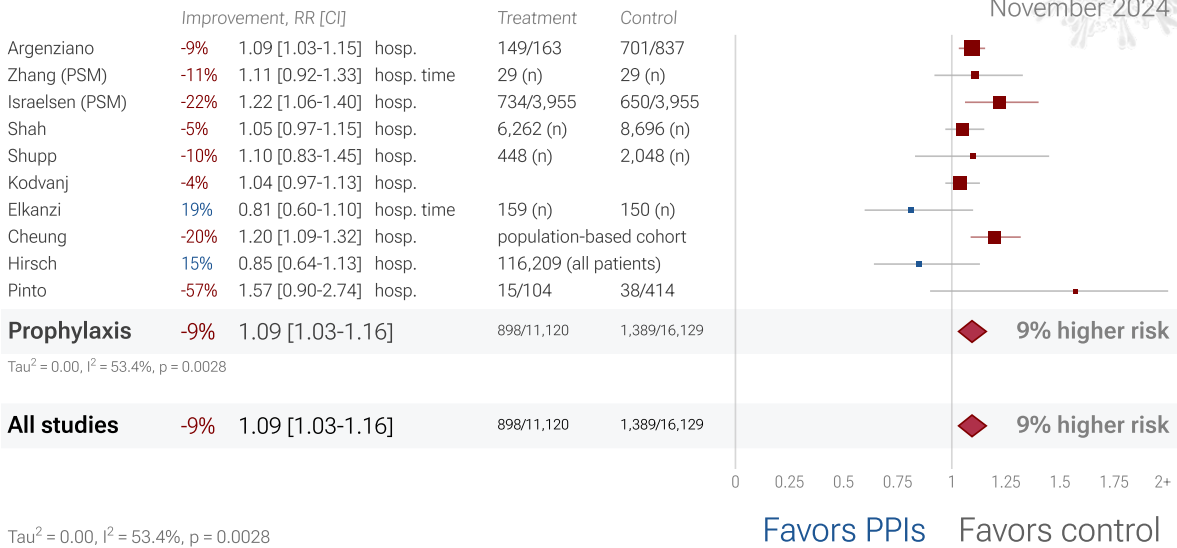 November 2024
Improvement, RR [CI] Treatment Control
Argenziano -9% 1.09 [1.03-1.15] hosp. 149/163 701/837
Zhang (PSM) -11% 1.11 [0.92-1.33] hosp. time 29 (n) 29 (n)
Israelsen (PSM) -22% 1.22 [1.06-1.40] hosp. 734/3,955 650/3,955
Shah -5% 1.05 [0.97-1.15] hosp. 6,262 (n) 8,696 (n)
Shupp -10% 1.10 [0.83-1.45] hosp. 448 (n) 2,048 (n)
Kodvanj -4% 1.04 [0.97-1.13] hosp.
Elkanzi 19% 0.81 [0.60-1.10] hosp. time 159 (n) 150 (n)
Cheung -20% 1.20 [1.09-1.32] hosp. population-based cohort
Hirsch 15% 0.85 [0.64-1.13] hosp. 116,209 (all patients)
Pinto -57% 1.57 [0.90-2.74] hosp. 15/104 38/414
Prophylaxis -9% 1.09 [1.03-1.16] 898/11,120 1,389/16,129 9% higher risk
Tau² = 0.00, I² = 53.4%, p = 0.0028
All studies -9% 1.09 [1.03-1.16] 898/11,120 1,389/16,129 9% higher risk
0 0.25 0.5 0.75 1 1.25 1.5 1.75 2+
Tau² = 0.00, I² = 53.4%, p = 0.0028 Favors PPIs Favors control